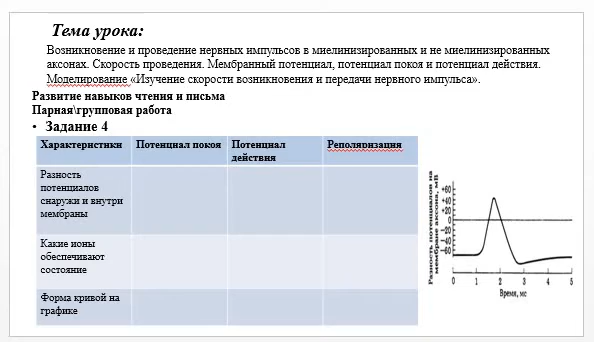 Тема урока:
Возникновение и проведение нервных импульсов в миелинизированных и не миелинизированных
аксонах. Скорость проведения. Мембранный потенциал, потенциал покоя и потенциал действия.
Моделирование «Изучение скорости возникновения и передачи нервного импульса».
Развитие навыков чтения и письма
Парная\групповая работа
• Задание 4
Характеристики Потенциал покоя Потенциал действия Реполяризация
Разность
потенциалов
снаружи и внутри
мембраны
Какие ионы
обеспечивают
состояние
Форма кривой на
графике
Разность потенциалов на
мембране аксона, мВ
+60
+40
+20
0
−20
−40
−60
0 1 2 3 4 5
Время, мс